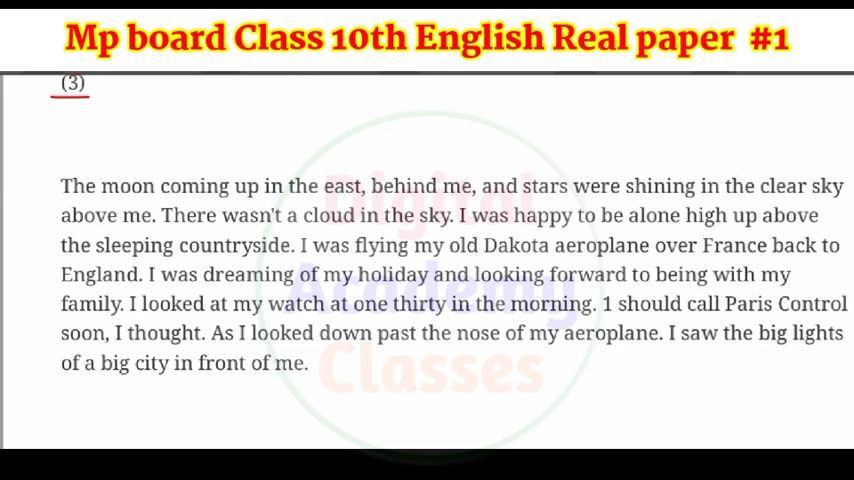 Mp board Class 10th English Real paper #1
(3)
The moon coming up in the east, behind me, and stars were shining in the clear sky
above me. There wasn't a cloud in the sky. I was happy to be alone high up above
the sleeping countryside. I was flying my old Dakota aeroplane over France back to
England. I was dreaming of my holiday and looking forward to being with my
family. I looked at my watch at one thirty in the morning. 1 should call Paris Control
soon, I thought. As I looked down past the nose of my aeroplane. I saw the big lights
of a big city in front of me.
Digital
Academy
Classes